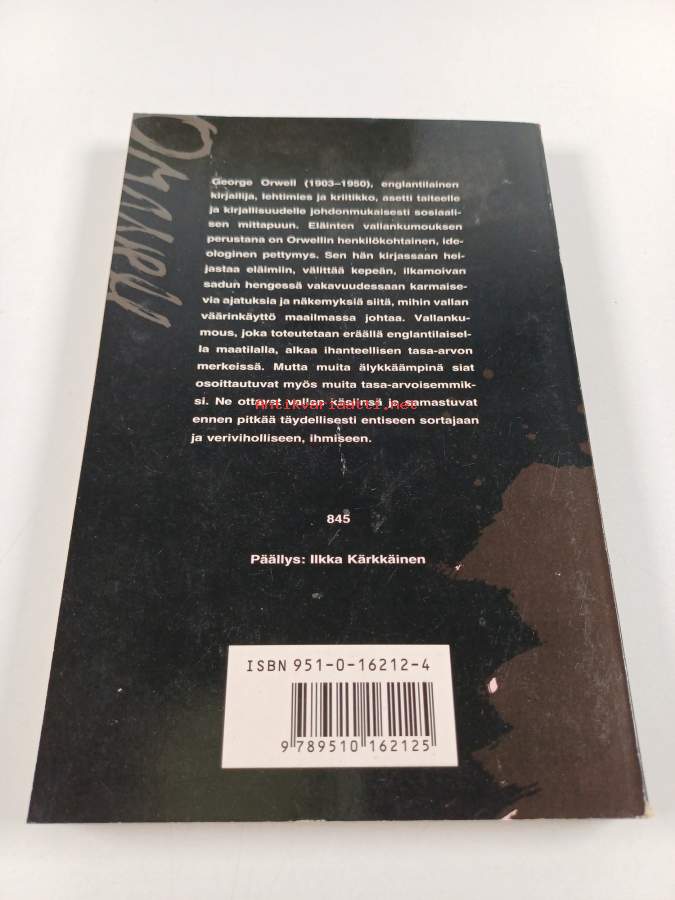 George Orwell (1903–1950), englantilainen
kirjailija, lehtimies ja kriitikko, asetti taiteelle
ja kirjallisuudelle johdonmukaisesti sosiaali-
sen mittapuun. Eläinten vallankumouksen
perustana on Orwellin henkilökohtainen, ide-
ologinen pettymys. Sen hän kirjassaan hei-
jastaa eläimiin, välittää kepeän, ilkamoivan
sadun hengessä vakavuudessaan karmaise-
via ajatuksia ja näkemyksiä siitä, mihin vallan
väärinkäyttö maailmassa johtaa. Vallanku-
mous, joka toteutetaan eräällä englantilaisel-
la maatilalla, alkaa ihanteellisen tasa-arvon
merkeissä. Mutta muita älykkäämpinä siat
osoittautuvat myös muita tasa-arvoisemmik-
si. Ne ottavat vallan käsiinsä ja samastuvat
Antikvariaatti.net
ennen pitkää täydellisesti entiseen sortajaan
ja veriviholliseen, ihmiseen.
845
Päällys: Ilkka Kärkkäinen
ISBN 951-0-16212-4
9 789510 162125